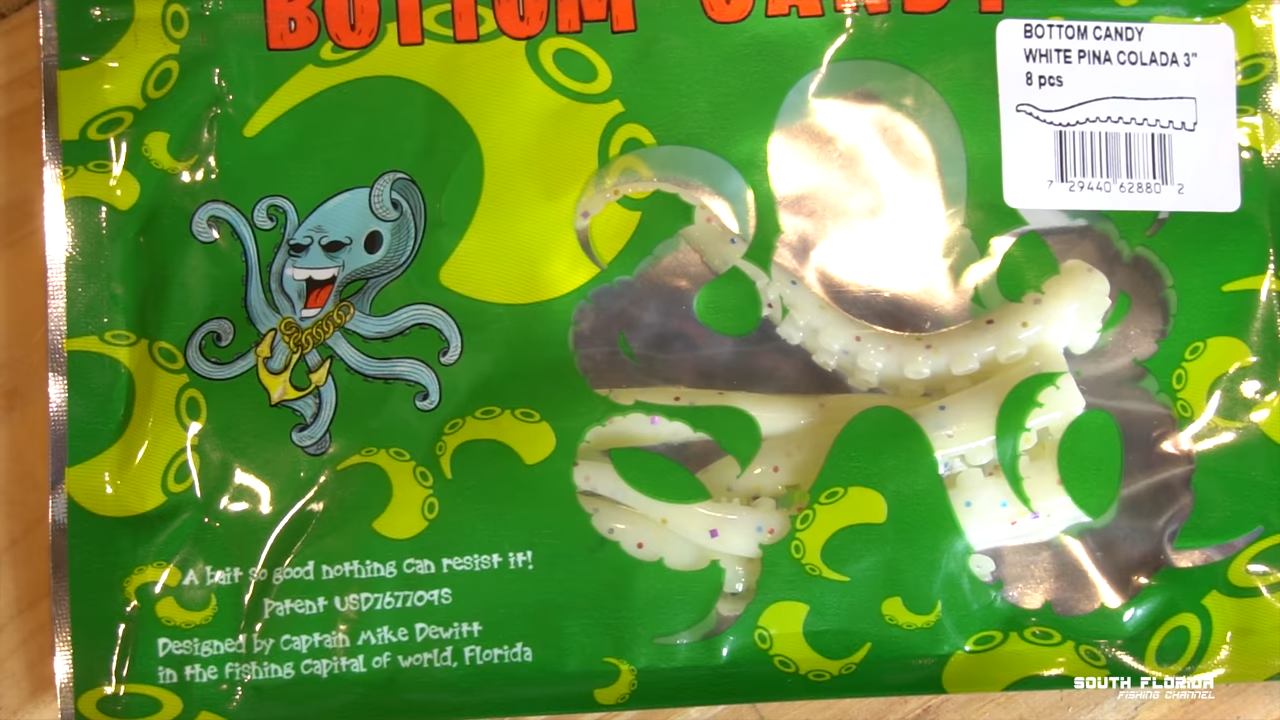 BOTTOM CANDY
BOTTOM CANDY
WHITE PINA COLADA 3"
8 pcs
7 29440 62880 2
A bait so good nothing can resist it!
Patent USD767709S
Designed by Captain Mike Dewitt
in the fishing capital of world, Florida
SOUTH FLORIDA
FISHING CHANNEL